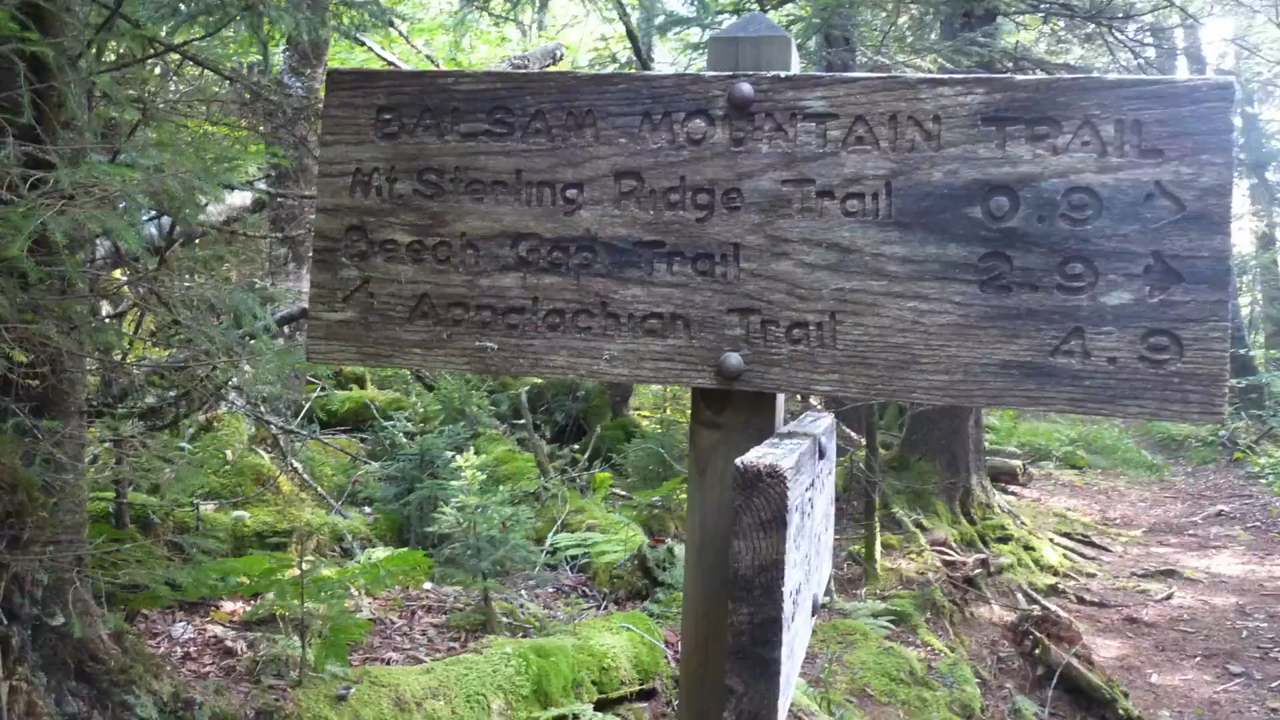 BALSAM MOUNTAIN TRAIL
Mt. Sterling Ridge Trail 0.9 >
Beech Gap Trail 2.9 →
← Appalachian Trail 4.9